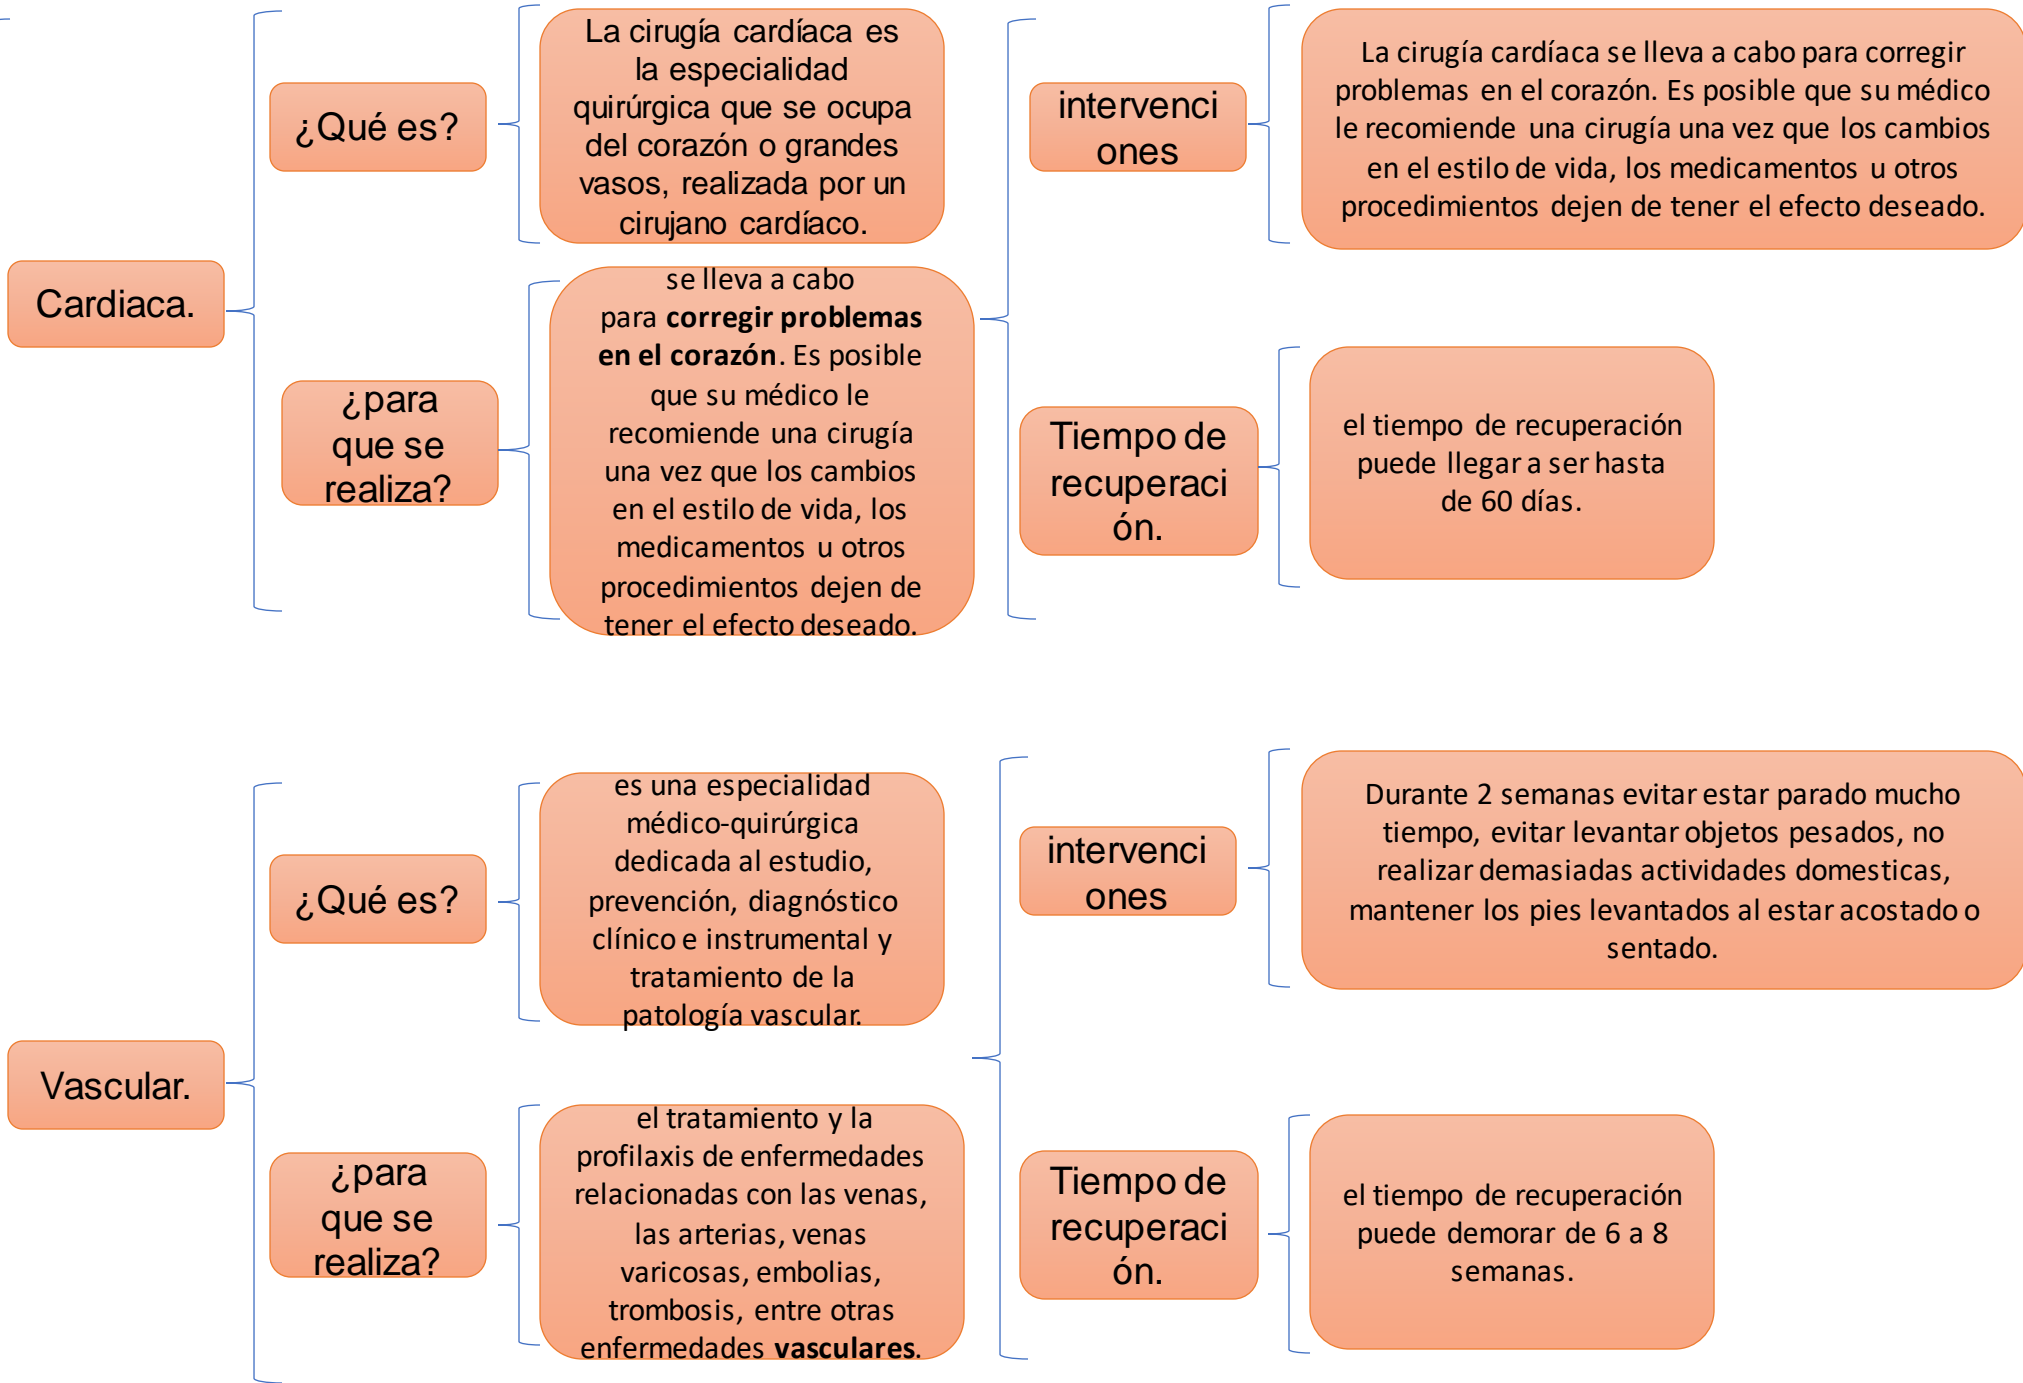 Cardiaca.
¿Qué es?
La cirugía cardíaca es
la especialidad
quirúrgica que se ocupa
del corazón o grandes
vasos, realizada por un
cirujano cardíaco.
¿para
que se
realiza?
se lleva a cabo
para corregir problemas
en el corazón. Es posible
que su médico le
recomiende una cirugía
una vez que los cambios
en el estilo de vida, los
medicamentos u otros
procedimientos dejen de
tener el efecto deseado.
intervenci
ones
La cirugía cardíaca se lleva a cabo para corregir
problemas en el corazón. Es posible que su médico
le recomiende una cirugía una vez que los cambios
en el estilo de vida, los medicamentos u otros
procedimientos dejen de tener el efecto deseado.
Tiempo de
recuperaci
ón.
el tiempo de recuperación
puede llegar a ser hasta
de 60 días.
Vascular.
¿Qué es?
es una especialidad
médico-quirúrgica
dedicada al estudio,
prevención, diagnóstico
clínico e instrumental y
tratamiento de la
patología vascular.
¿para
que se
realiza?
el tratamiento y la
profilaxis de enfermedades
relacionadas con las venas,
las arterias, venas
varicosas, embolias,
trombosis, entre otras
enfermedades vasculares.
intervenci
ones
Durante 2 semanas evitar estar parado mucho
tiempo, evitar levantar objetos pesados, no
realizar demasiadas actividades domesticas,
mantener los pies levantados al estar acostado o
sentado.
Tiempo de
recuperaci
ón.
el tiempo de recuperación
puede demorar de 6 a 8
semanas.